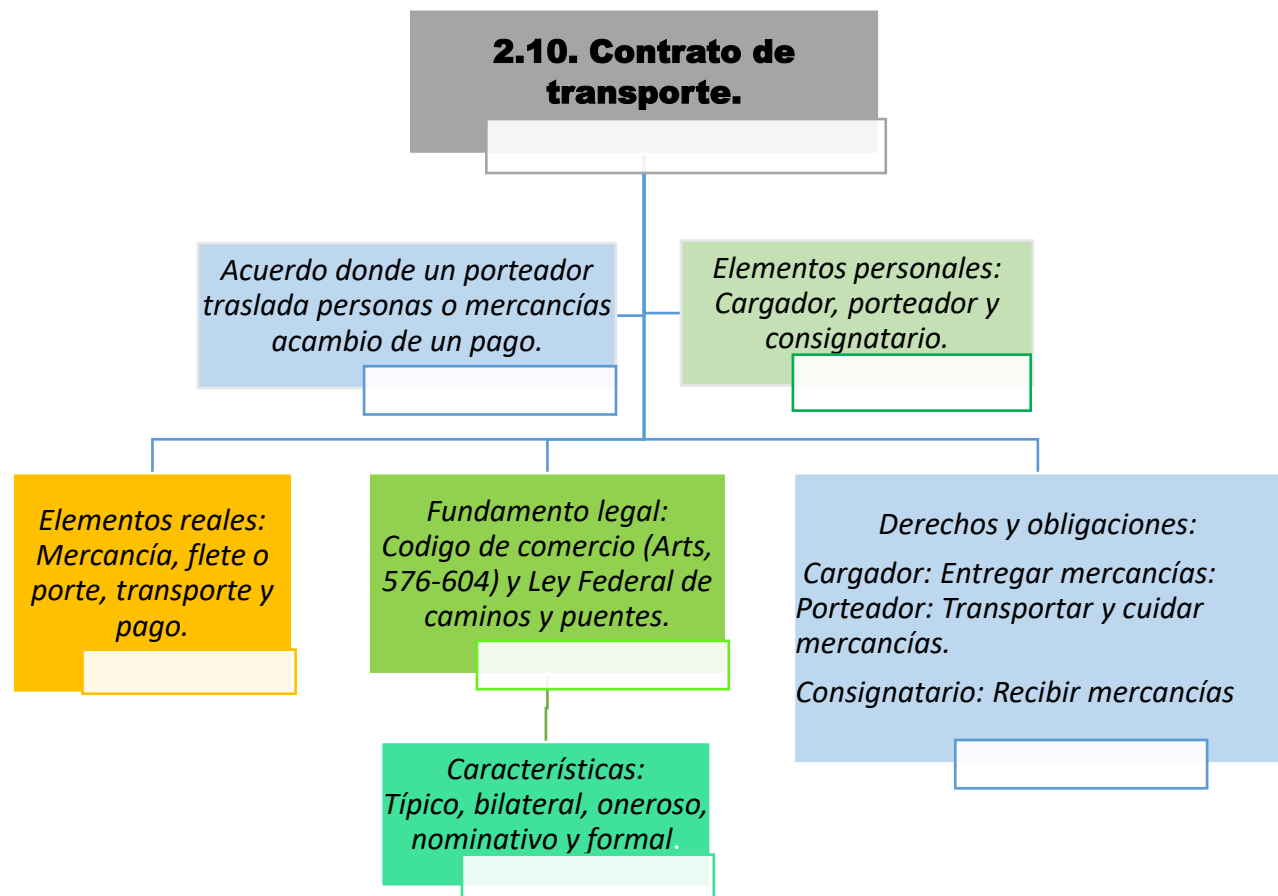 2.10. Contrato de
transporte.
Acuerdo donde un porteador
traslada personas o mercancías
acambio de un pago.
Elementos personales:
Cargador, porteador y
consignatario.
Elementos reales:
Mercancía, flete o
porte, transporte y
pago.
Fundamento legal:
Codigo de comercio (Arts,
576-604) y Ley Federal de
caminos y puentes.
Derechos y obligaciones:
Cargador: Entregar mercancías:
Porteador: Transportar y cuidar
mercancías.
Consignatario: Recibir mercancías
Características:
Típico, bilateral, oneroso,
nominativo y formal.